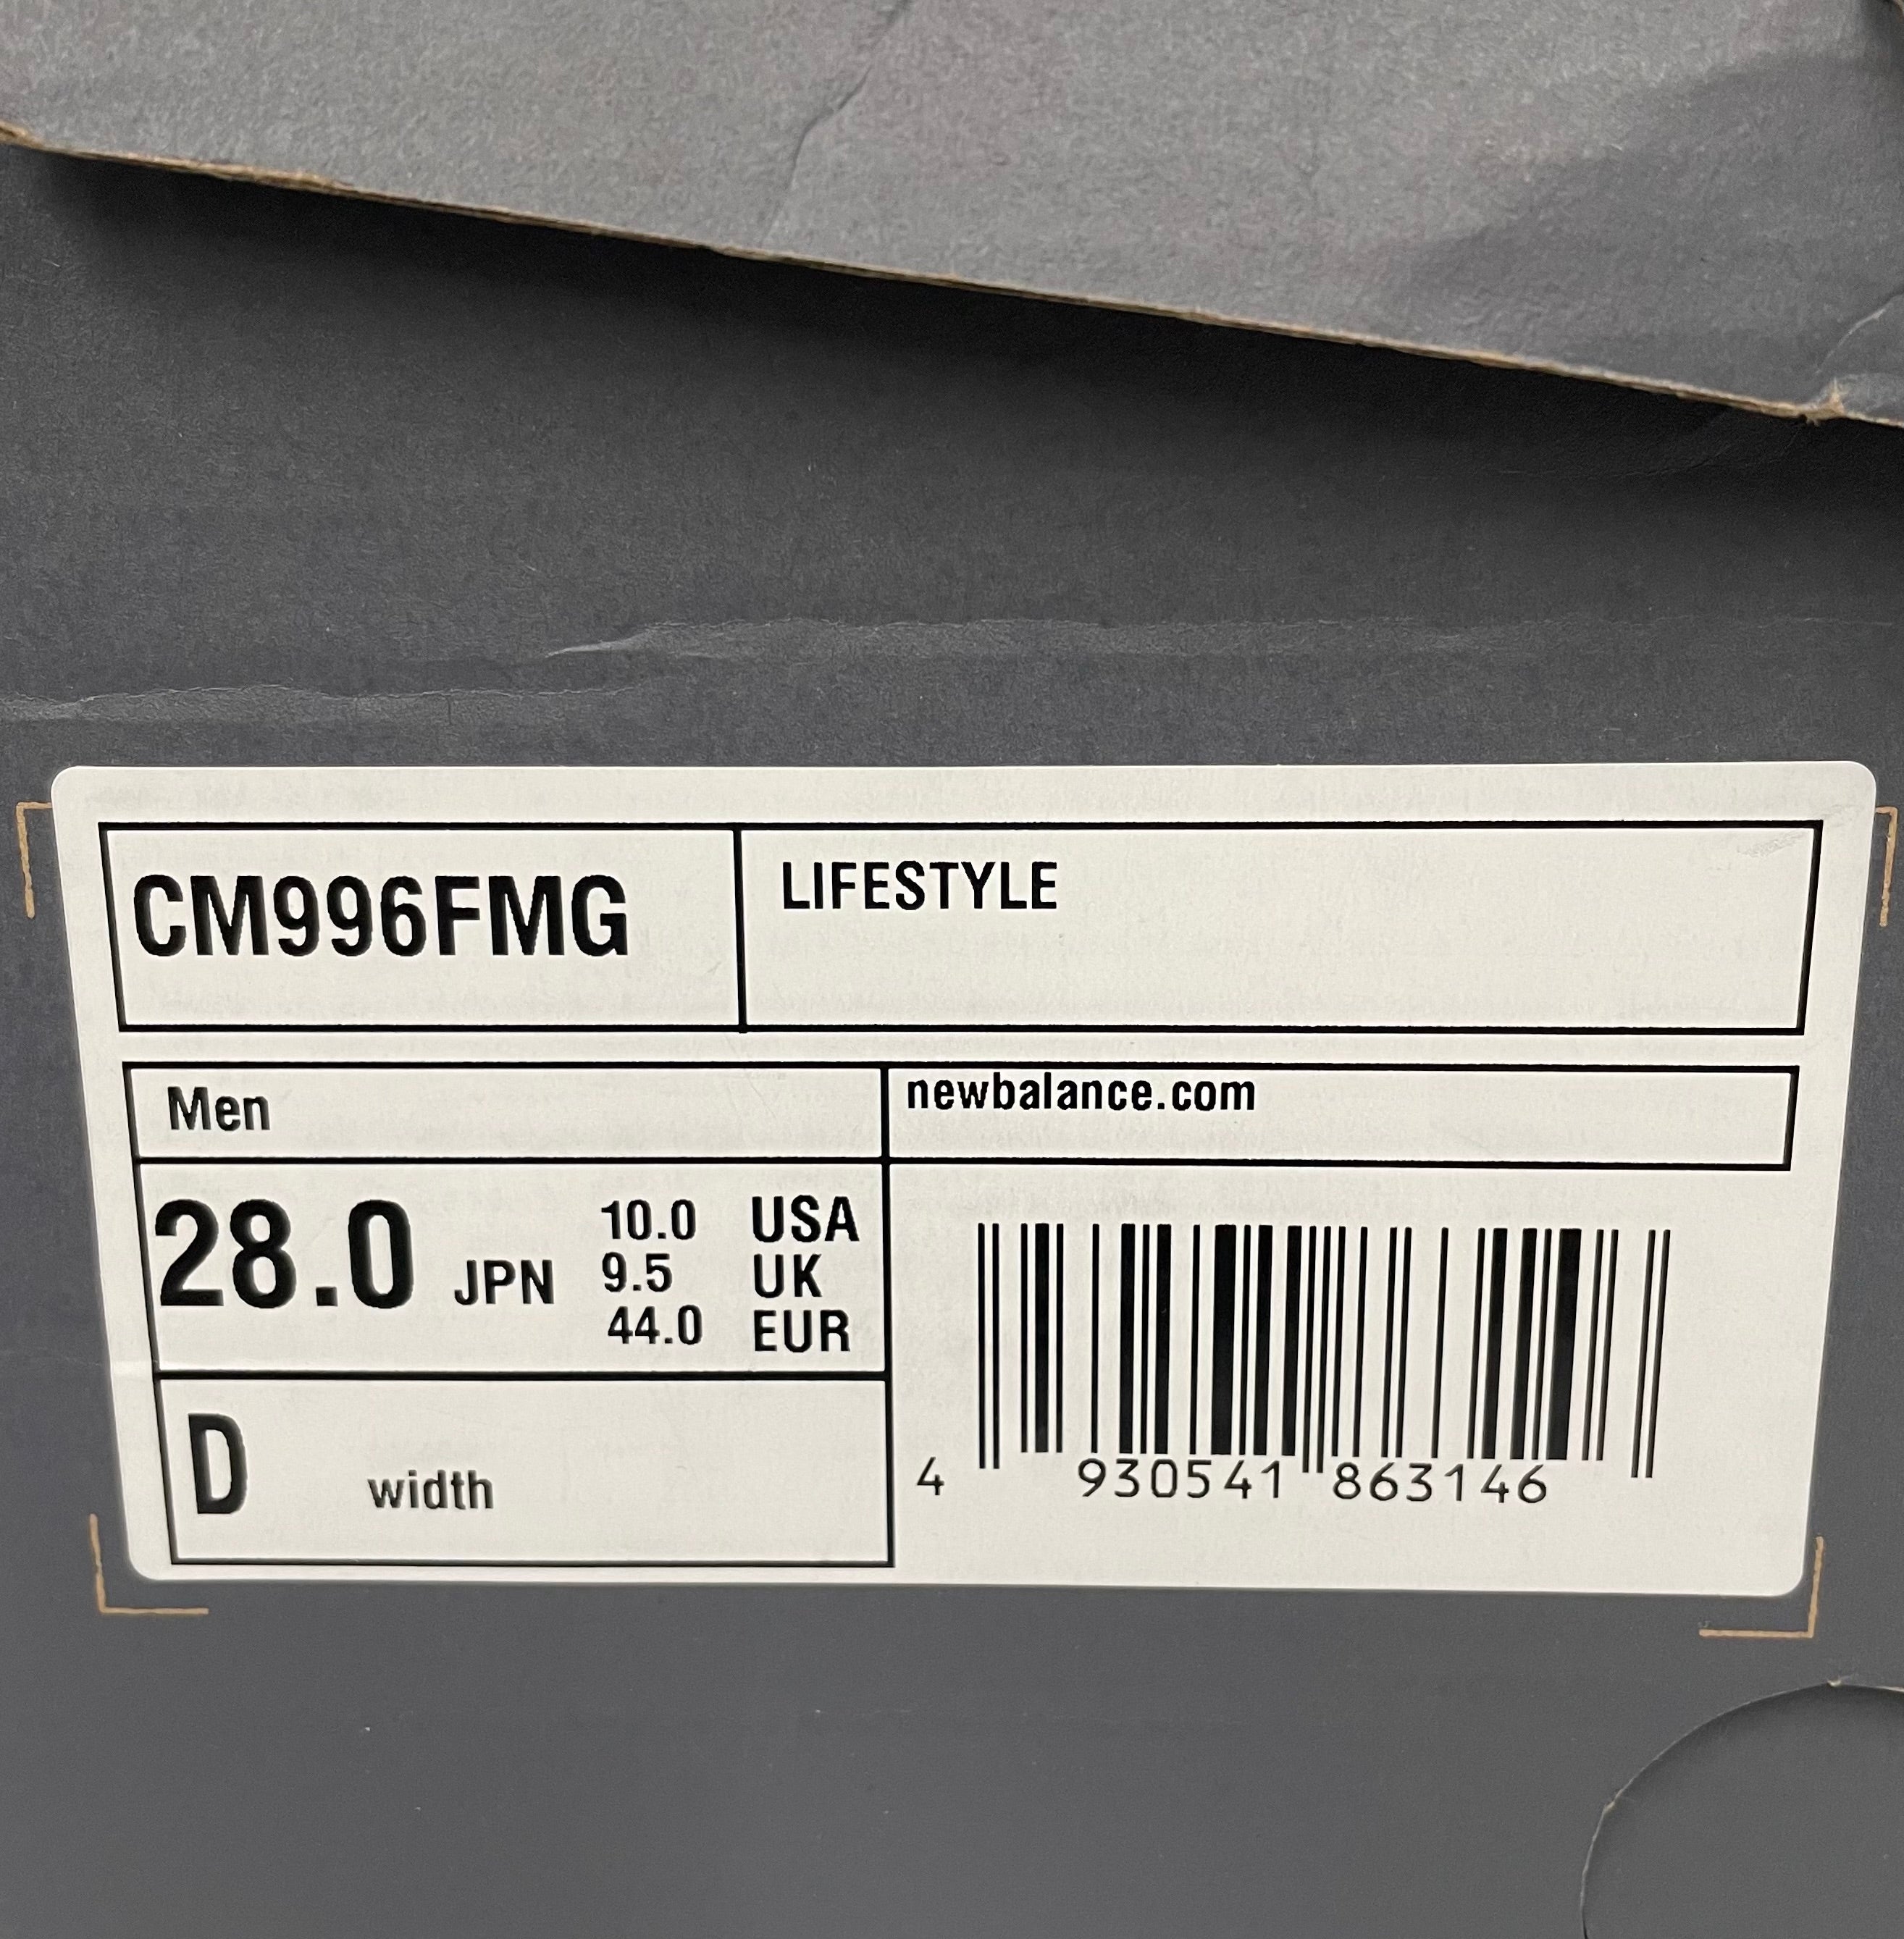 CM996FMG
LIFESTYLE
Men
newbalance.com
28.0 JPN
10.0 USA
9.5 UK
44.0 EUR
D width
4 930541 863146